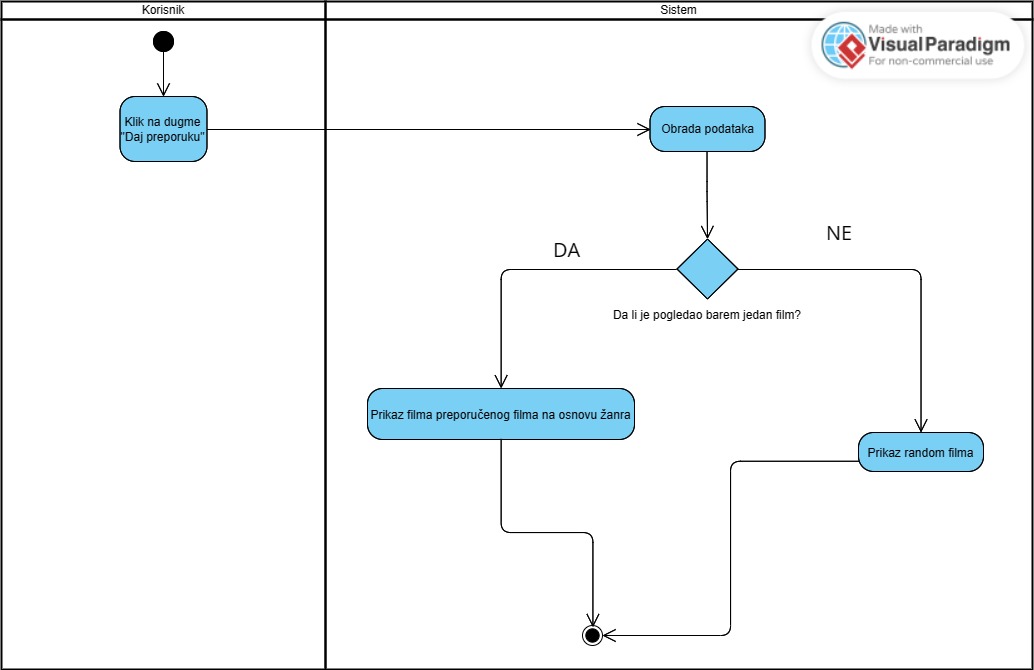 Korisnik
Sistem
Made with
Visual Paradigm
For non-commercial use
Klik na dugme
"Daj preporuku"
Obrada podataka
DA
NE
Da li je pogledao barem jedan film?
Prikaz filma preporučenog filma na osnovu žanra
Prikaz random filma